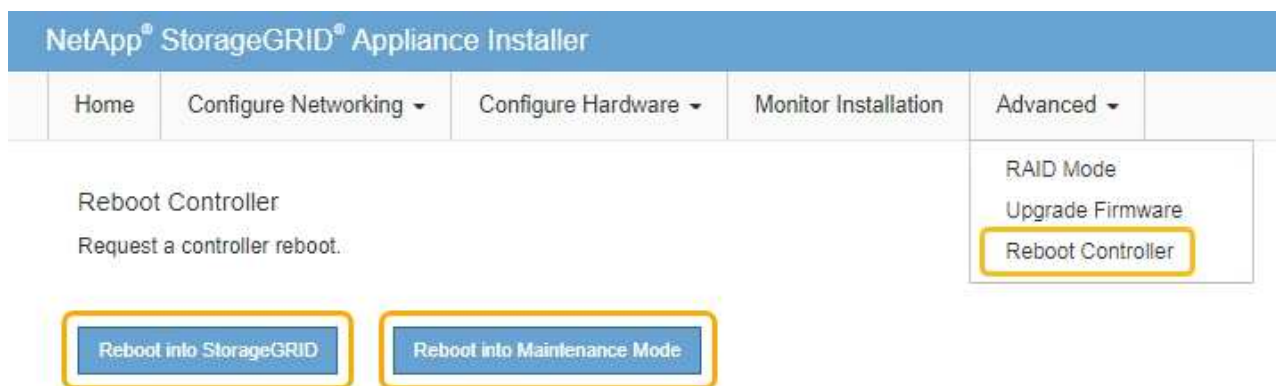 NetApp® StorageGRID® Appliance Installer
Home Configure Networking Configure Hardware Monitor Installation Advanced
RAID Mode
Upgrade Firmware
Reboot Controller
Reboot Controller
Request a controller reboot.
Reboot into StorageGRID Reboot into Maintenance Mode